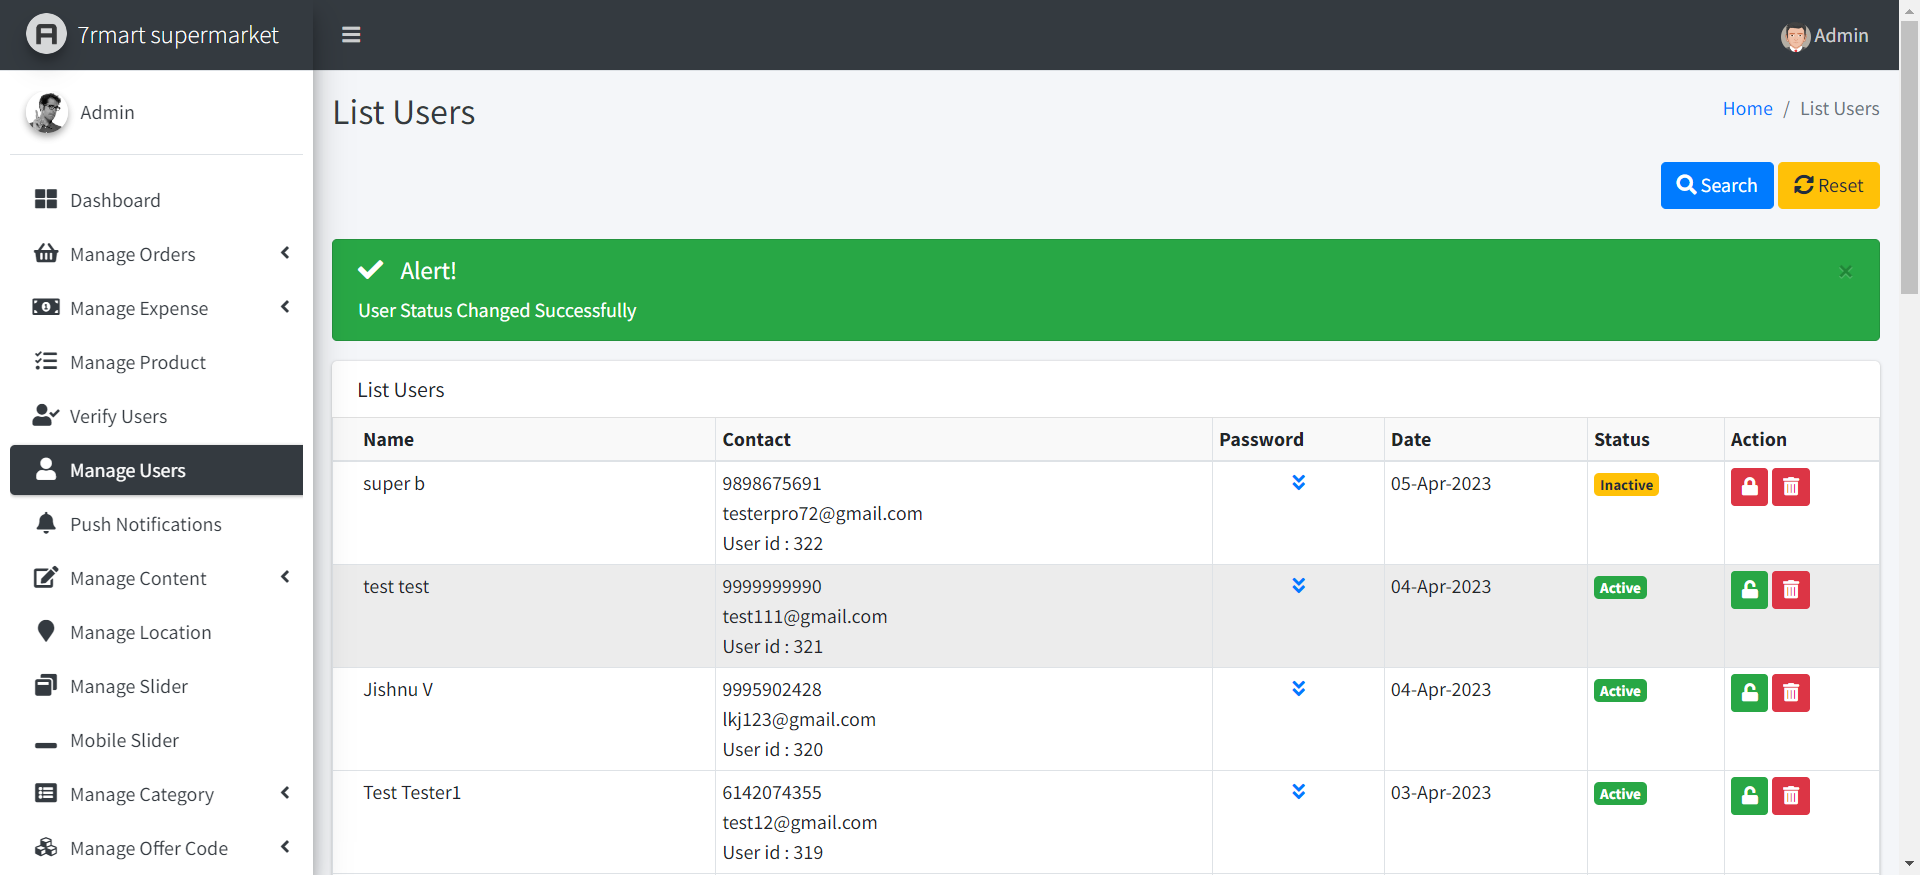 7rmart supermarket
Admin
Admin
List Users
Home / List Users
Search
Reset
Dashboard
Manage Orders
Manage Expense
Manage Product
Verify Users
Manage Users
Push Notifications
Manage Content
Manage Location
Manage Slider
Mobile Slider
Manage Category
Manage Offer Code
Alert!
×
User Status Changed Successfully
List Users
Name Contact Password Date Status Action
super b 9898675691 05-Apr-2023 Inactive
testerpro72@gmail.com
User id : 322
test test 9999999990 04-Apr-2023 Active
test111@gmail.com
User id : 321
Jishnu V 9995902428 04-Apr-2023 Active
lkj123@gmail.com
User id : 320
Test Tester1 6142074355 03-Apr-2023 Active
test12@gmail.com
User id : 319